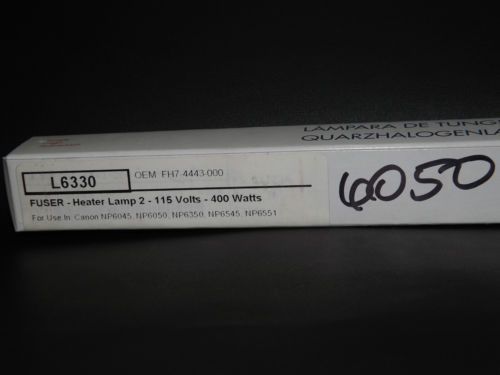 LAMPARA DE TUNG
QUARZHALOGENLA
L6330
OEM FH7-4443-000
FUSER - Heater Lamp 2 - 115 Volts - 400 Watts
For Use In: Canon NP6045, NP6050, NP6350, NP6545, NP6551
6050